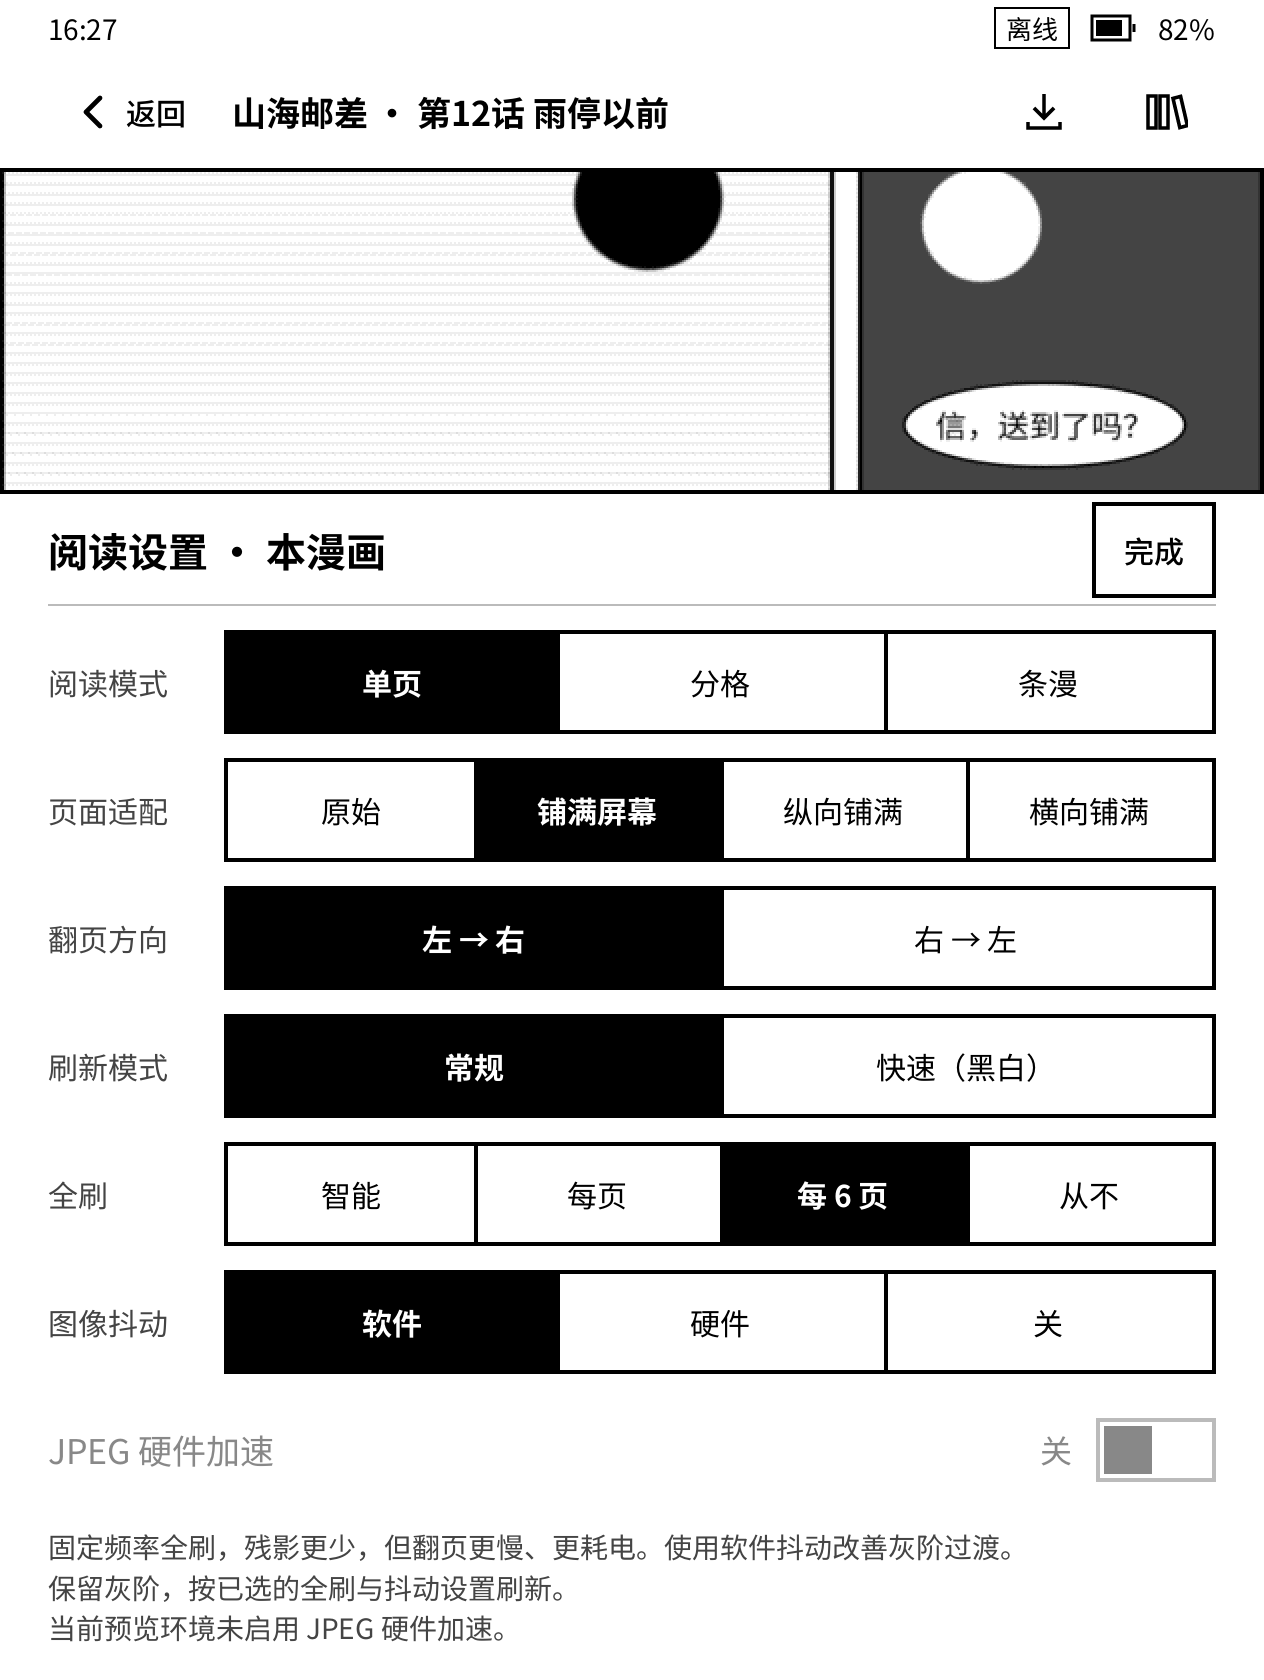 16:27 离线 82%
返回 山海邮差 · 第12话 雨停以前
信，送到了吗？
阅读设置 · 本漫画 完成
阅读模式 单页 分格 条漫
页面适配 原始 铺满屏幕 纵向铺满 横向铺满
翻页方向 左→右 右→左
刷新模式 常规 快速（黑白）
全刷 智能 每页 每 6 页 从不
图像抖动 软件 硬件 关
JPEG 硬件加速 关
固定频率全刷，残影更少，但翻页更慢、更耗电。使用软件抖动改善灰阶过渡。
保留灰阶，按已选的全刷与抖动设置刷新。
当前预览环境未启用 JPEG 硬件加速。